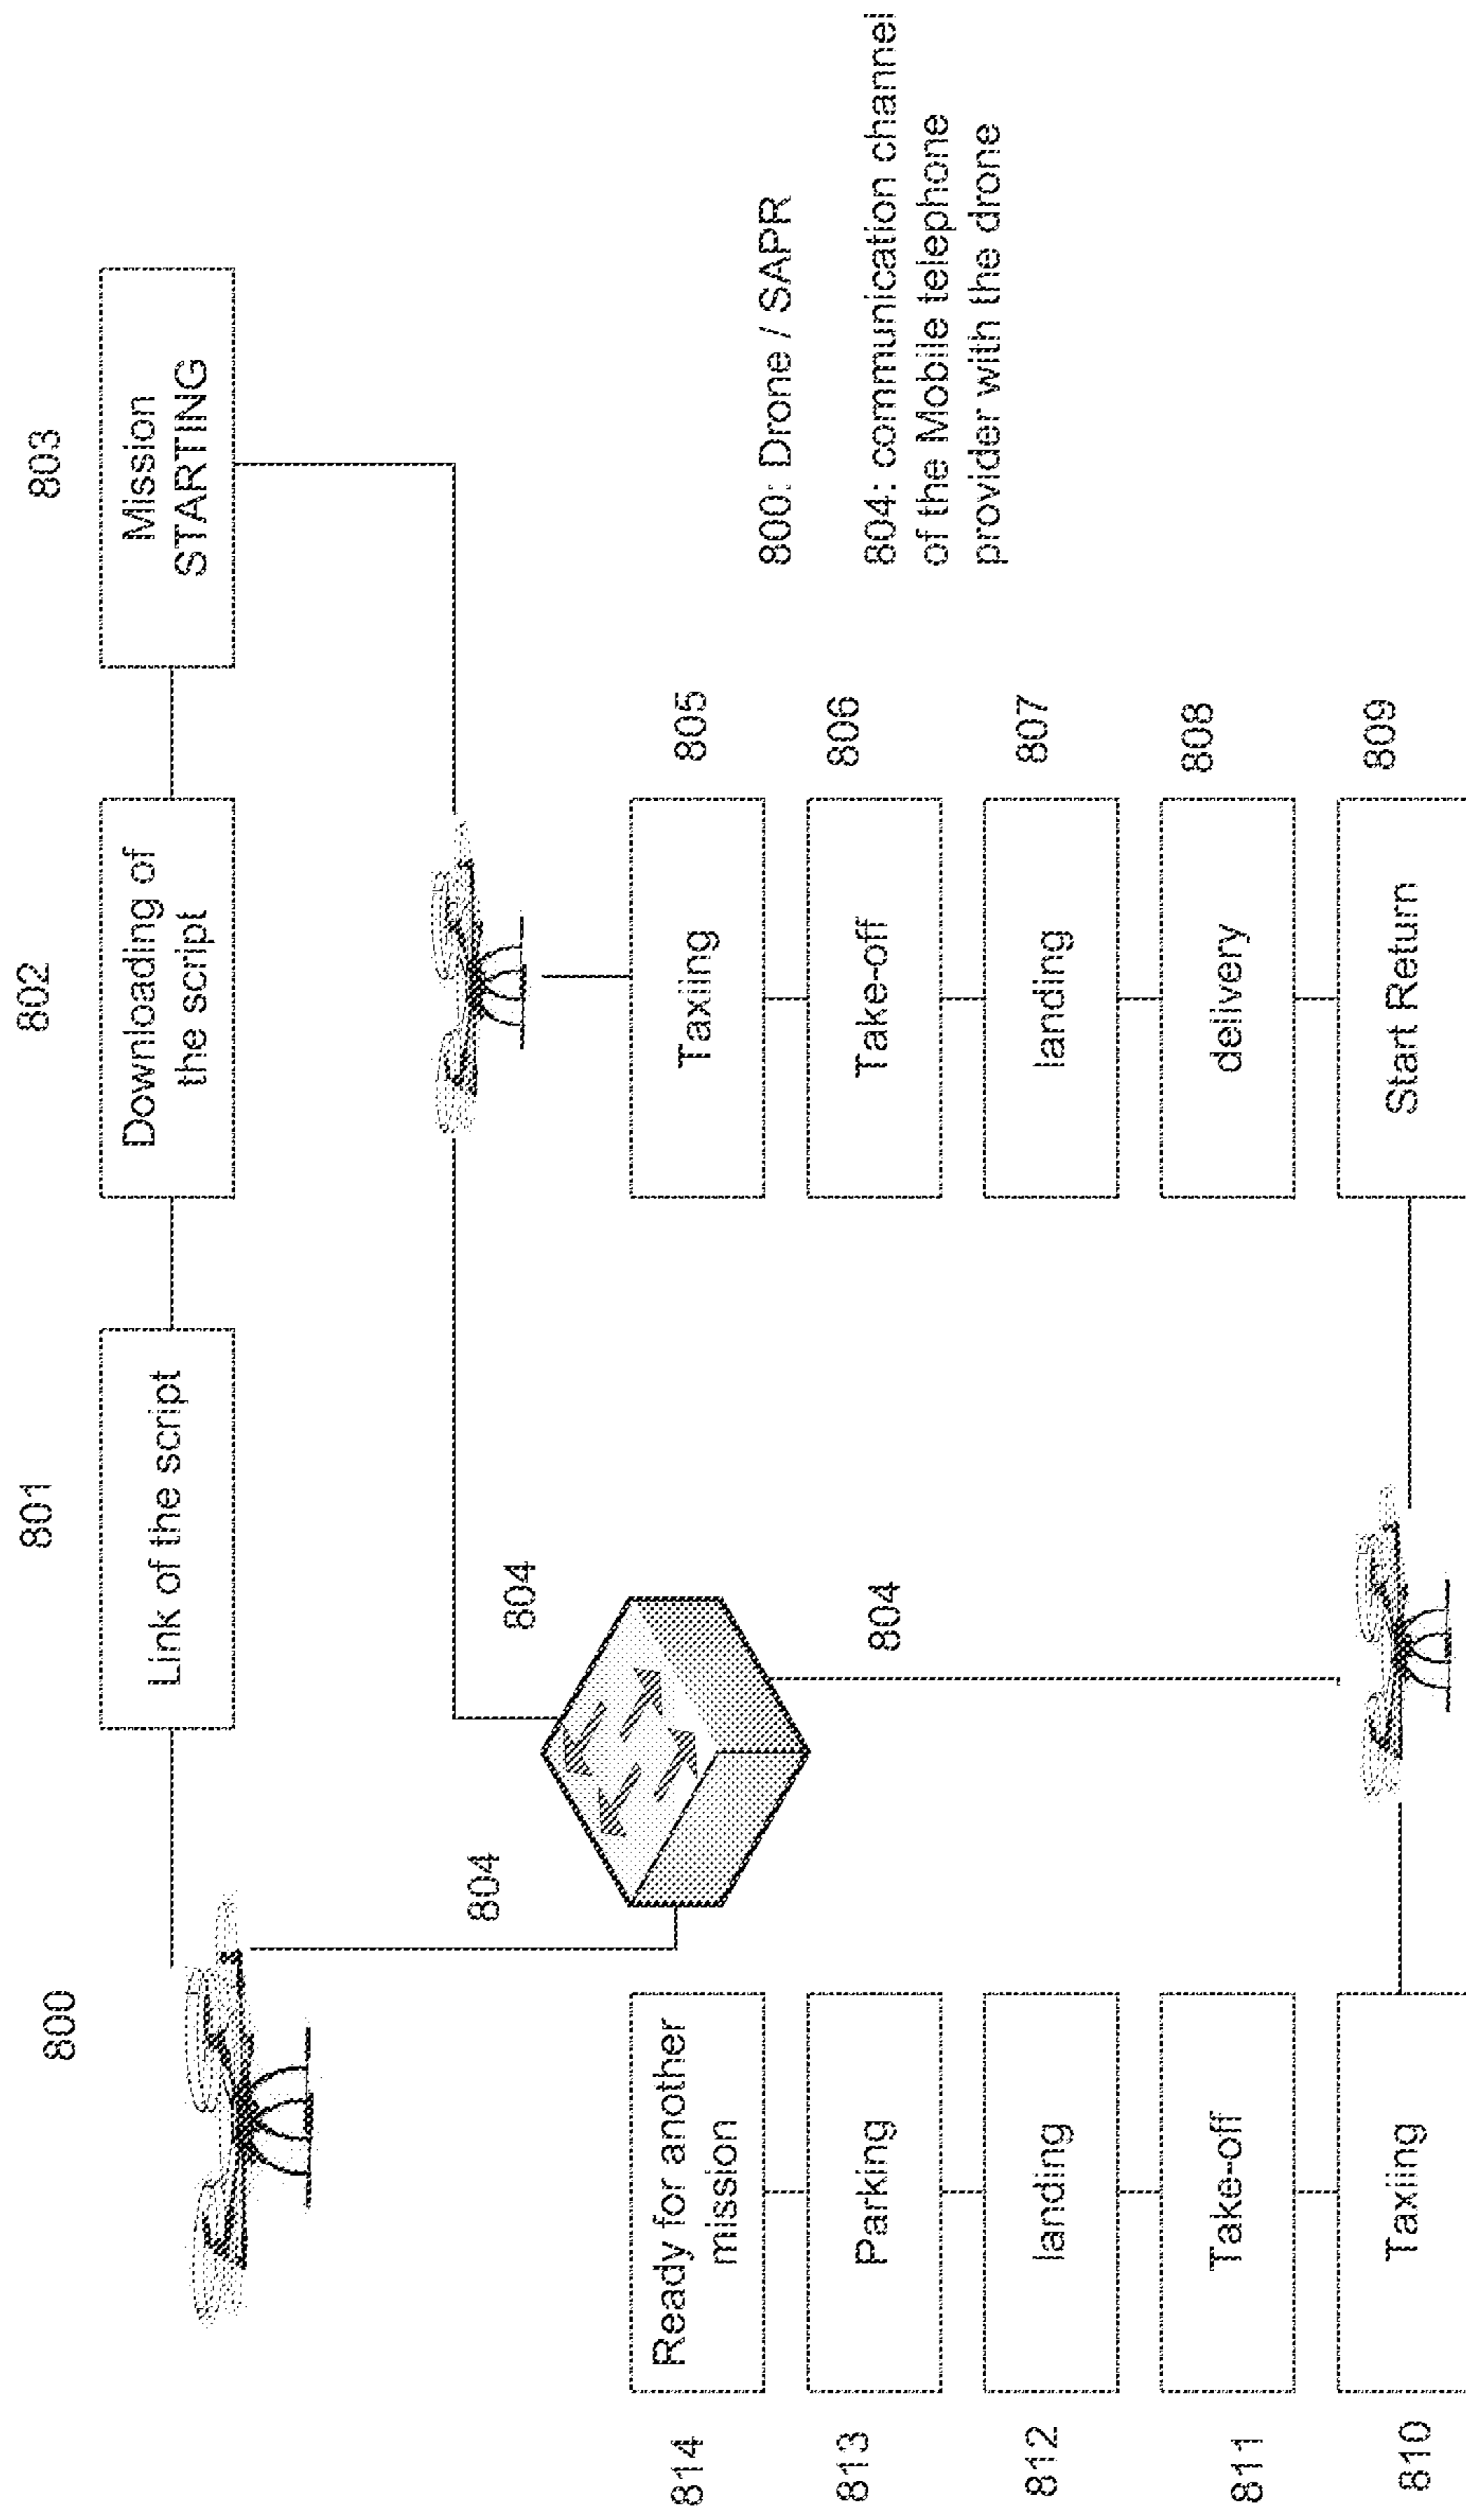 800
801
802
803
Link of the script
Downloading of
the script
Mission
STARTING
804
804
804
814
Ready for another
mission
813
Parking
812
landing
811
Take-off
810
Taxiing
Taxiing
805
Take-off
806
landing
807
delivery
808
Start Return
809
800: Drone / SAPR
804: communication channel
of the Mobile telephone
provider with the drone